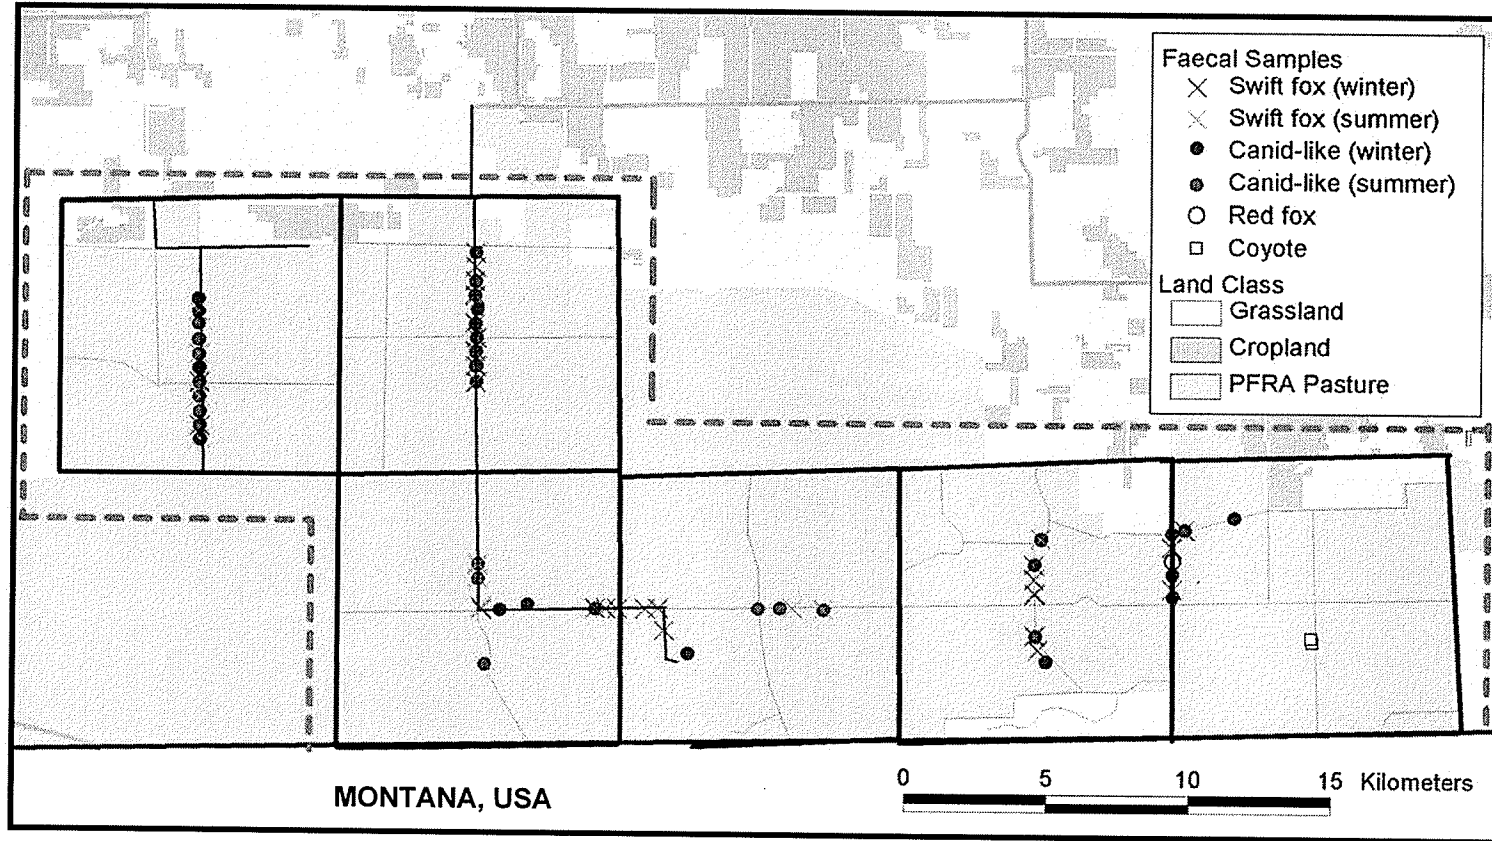 Faecal Samples
Swift fox (winter)
Swift fox (summer)
Canid-like (winter)
Canid-like (summer)
Red fox
Coyote
Land Class
Grassland
Cropland
PFRA Pasture
MONTANA, USA
0 5 10 15 Kilometers